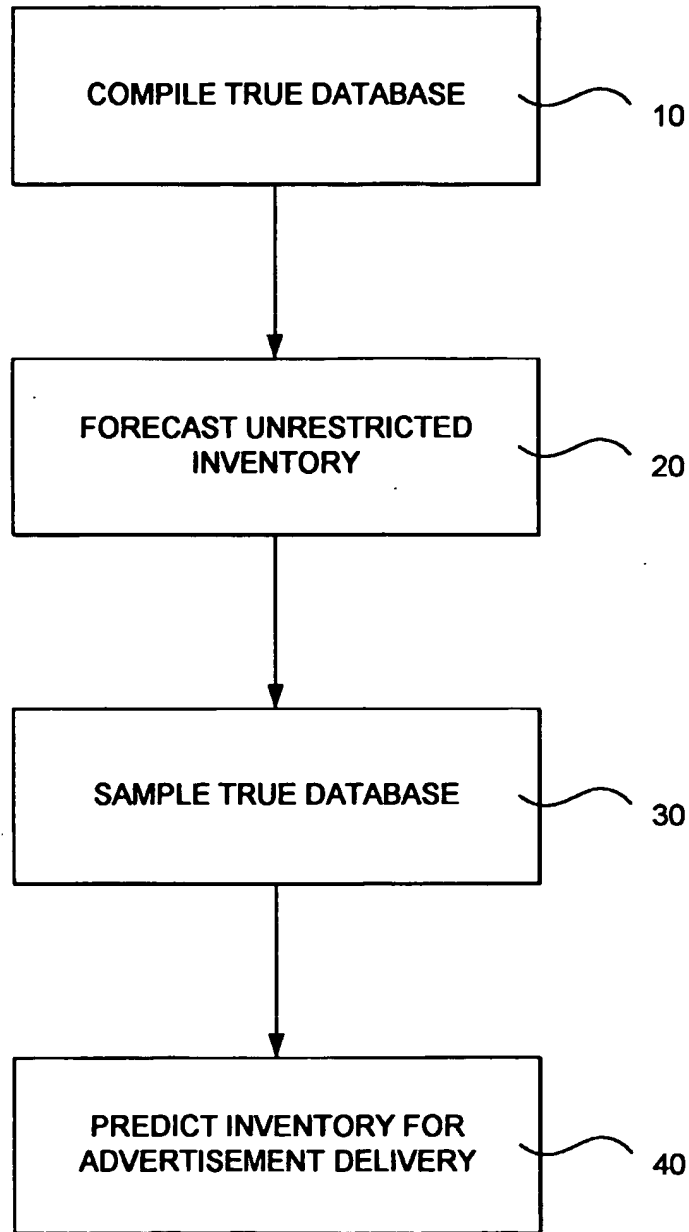 COMPILE TRUE DATABASE
10
FORECAST UNRESTRICTED
INVENTORY
20
SAMPLE TRUE DATABASE
30
PREDICT INVENTORY FOR
ADVERTISEMENT DELIVERY
40